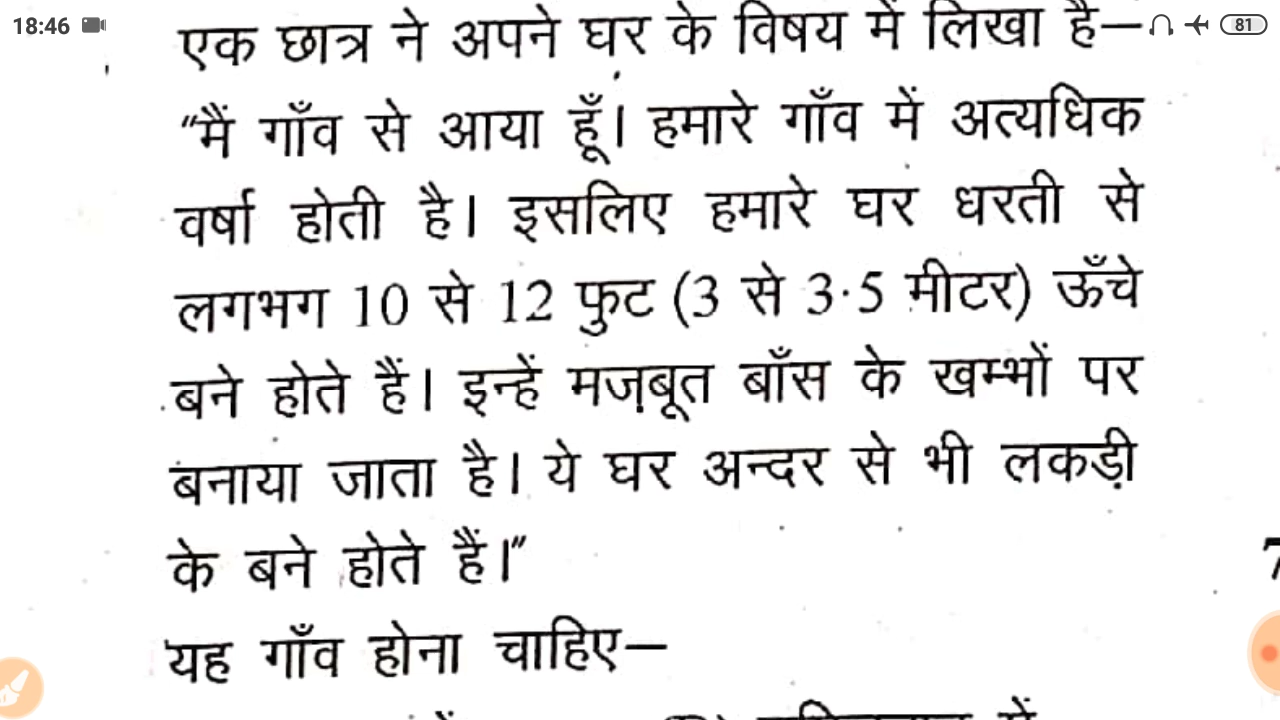 18:46
81
एक छात्र ने अपने घर के विषय में लिखा है—
“मैं गाँव से आया हूँ। हमारे गाँव में अत्यधिक
वर्षा होती है। इसलिए हमारे घर धरती से
लगभग 10 से 12 फुट (3 से 3·5 मीटर) ऊँचे
बने होते हैं। इन्हें मज़बूत बाँस के खम्भों पर
बनाया जाता है। ये घर अन्दर से भी लकड़ी
के बने होते हैं।”
यह गाँव होना चाहिए—